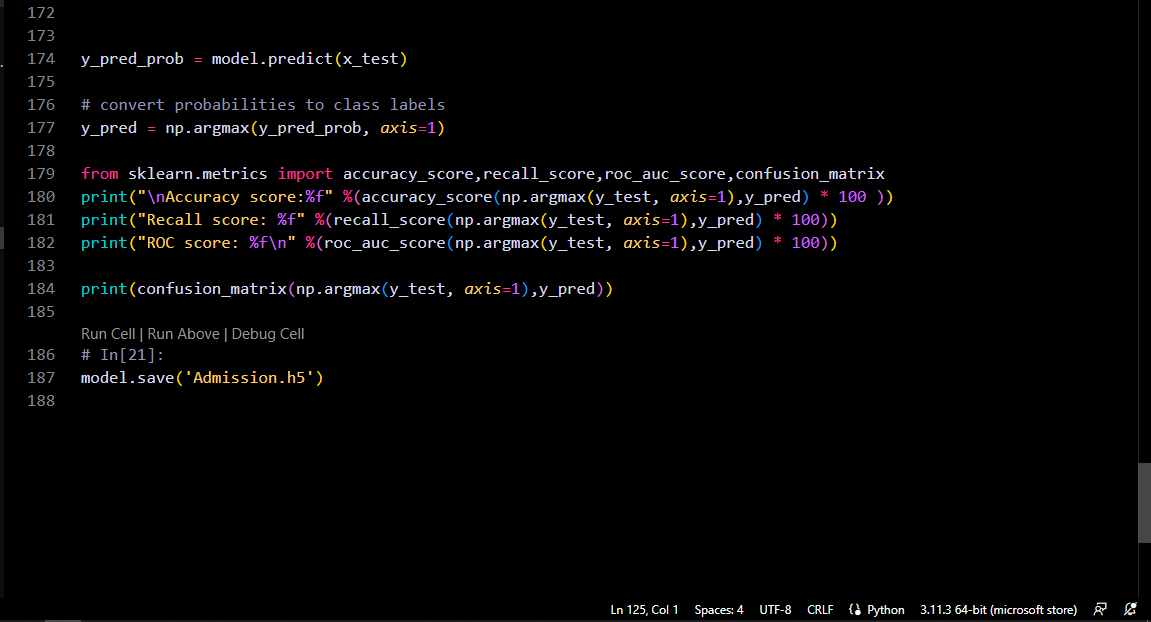 172
173
174 y_pred_prob = model.predict(x_test)
175
176 # convert probabilities to class labels
177 y_pred = np.argmax(y_pred_prob, axis=1)
178
179 from sklearn.metrics import accuracy_score,recall_score,roc_auc_score,confusion_matrix
180 print("\nAccuracy score:%f" %(accuracy_score(np.argmax(y_test, axis=1),y_pred) * 100 ))
181 print("Recall score: %f" %(recall_score(np.argmax(y_test, axis=1),y_pred) * 100))
182 print("ROC score: %f\n" %(roc_auc_score(np.argmax(y_test, axis=1),y_pred) * 100))
183
184 print(confusion_matrix(np.argmax(y_test, axis=1),y_pred))
185
Run Cell | Run Above | Debug Cell
186 # In[21]:
187 model.save('Admission.h5')
188
Ln 125, Col 1 Spaces: 4 UTF-8 CRLF Python 3.11.3 64-bit (microsoft store)